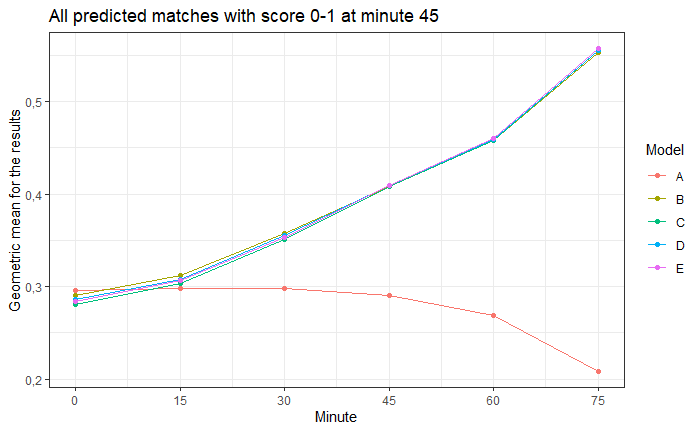 All predicted matches with score 0-1 at minute 45
Geometric mean for the results
0,5
0,4
0,3
0,2
0 15 30 45 60 75
Minute
Model
A
B
C
D
E